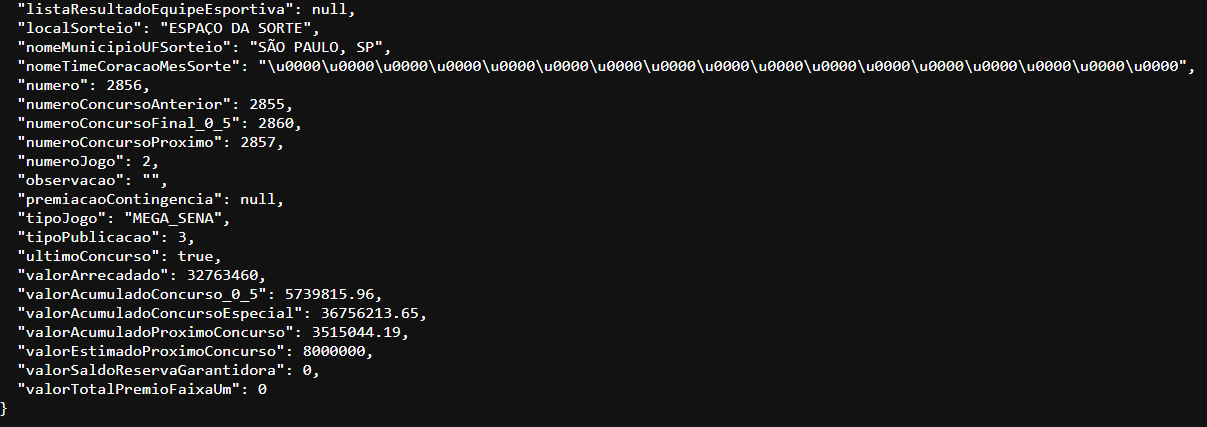 "listaResultadoEquipeEsportiva": null,
"localSorteio": "ESPAÇO DA SORTE",
"nomeMunicipioUFSorteio": "SÃO PAULO, SP",
"nomeTimeCoracaoMesSorte": "\u0000\u0000\u0000\u0000\u0000\u0000\u0000\u0000\u0000\u0000\u0000\u0000\u0000\u0000\u0000\u0000\u0000",
"numero": 2856,
"numeroConcursoAnterior": 2855,
"numeroConcursoFinal_0_5": 2860,
"numeroConcursoProximo": 2857,
"numeroJogo": 2,
"observacao": "",
"premiacaoContingencia": null,
"tipoJogo": "MEGA_SENA",
"tipoPublicacao": 3,
"ultimoConcurso": true,
"valorArrecadado": 32763460,
"valorAcumuladoConcurso_0_5": 5739815.96,
"valorAcumuladoConcursoEspecial": 36756213.65,
"valorAcumuladoProximoConcurso": 3515044.19,
"valorEstimadoProximoConcurso": 8000000,
"valorSaldoReservaGarantidora": 0,
"valorTotalPremioFaixaUm": 0
}